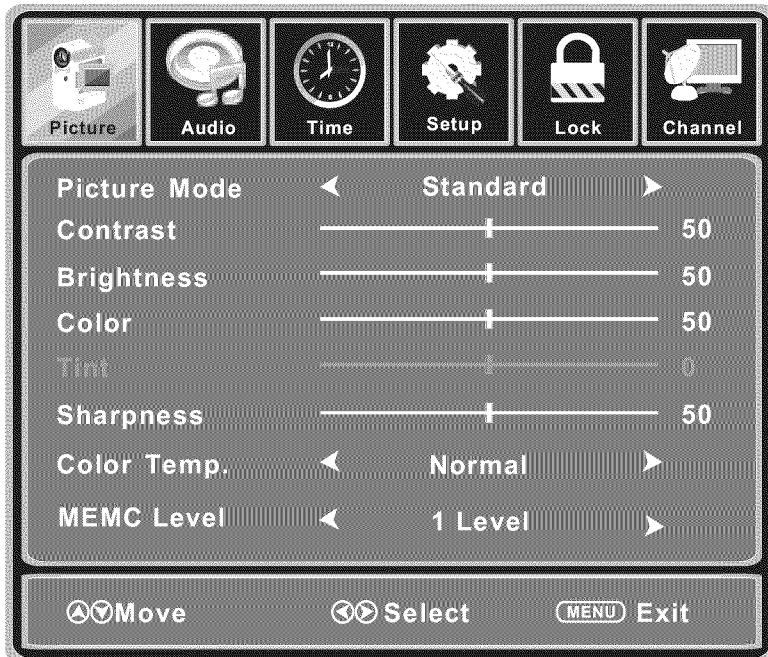 Picture Audio Time Setup Lock Channel
Picture Mode Standard
Contrast 50
Brightness 50
Color 50
Tint 0
Sharpness 50
Color Temp. Normal
MEMC Level 1 Level
Move Select MENU Exit